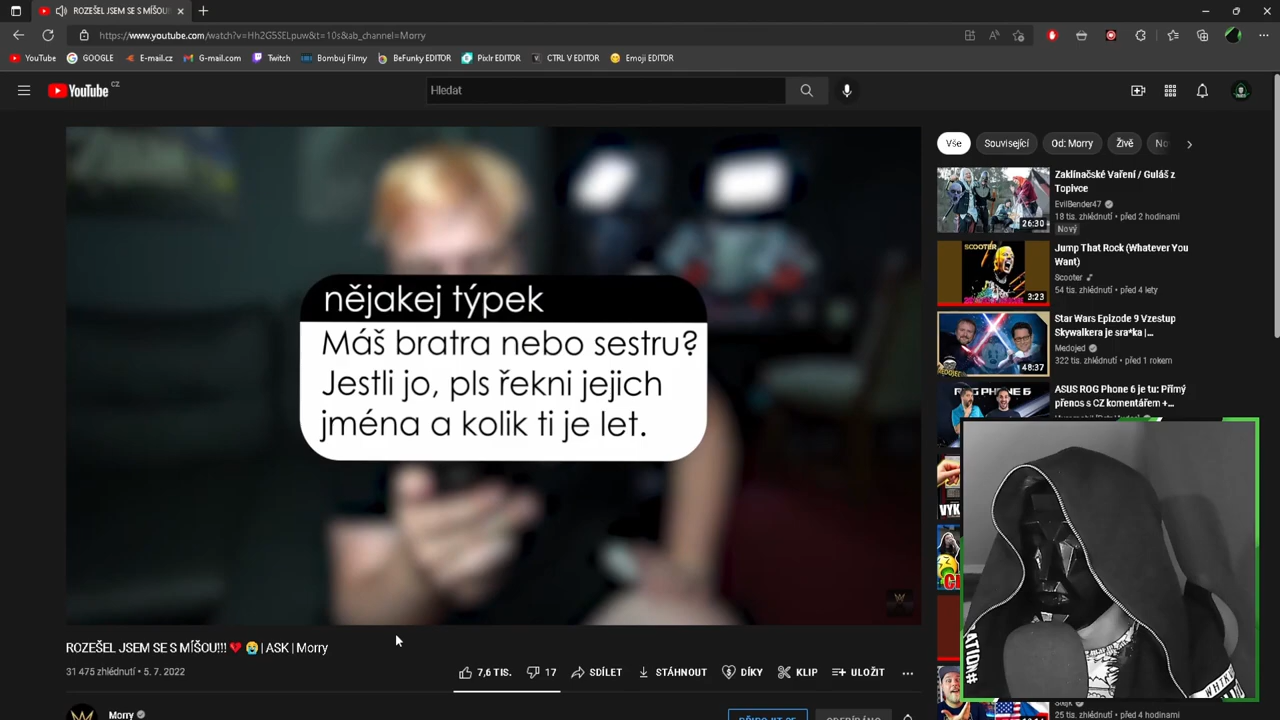 ROZEŠEL JSEM SE S MÍŠOU
https://www.youtube.com/watch?v=Hh2G5SELpuw&t=10s&ab_channel=Morry
YouTube
GOOGLE
E-mail.cz
G-mail.com
Twitch
Bombuj Filmy
BeFunky EDITOR
Pixlr EDITOR
CTRL V EDITOR
Emoji EDITOR
YouTube CZ
Hledat
nějakej týpek
Máš bratra nebo sestru?
Jestli jo, pls řekni jejich
jména a kolik ti je let.
ROZEŠEL JSEM SE S MÍŠOU!!! 💔 😭 | ASK | Morry
31 475 zhlédnutí • 5. 7. 2022
7,6 TIS.
17
SDÍLET
STÁHNOUT
DÍKY
KLIP
ULOŽIT
Morry
PŘIPOJIT SE
ODEBÍRÁNO
Vše
Související
Od: Morry
Živě
No
Zaklínačské Vaření / Guláš z
Topivce
EvilBender47
18 tis. zhlédnutí • před 2 hodinami
Nový
26:30
Jump That Rock (Whatever You
Want)
Scooter
54 tis. zhlédnutí • před 4 lety
SCOOTER
3:23
Star Wars Epizode 9 Vzestup
Skywalkera je sra*ka |...
Medojed
322 tis. zhlédnutí • před 1 rokem
48:37
ASUS ROG Phone 6 je tu: Přímý
přenos s CZ komentářem +...